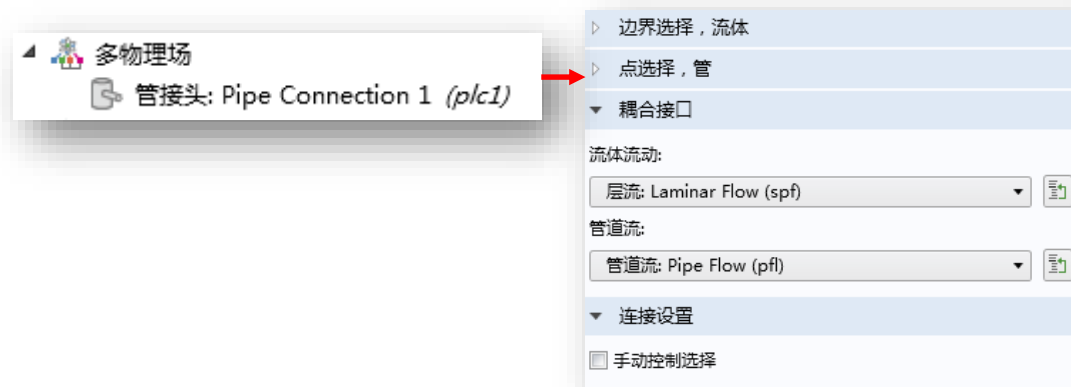 多物理场
管接头: Pipe Connection 1 (plc1)
边界选择，流体
点选择，管
耦合接口
流体流动:
层流: Laminar Flow (spf)
管道流:
管道流: Pipe Flow (pfl)
连接设置
手动控制选择